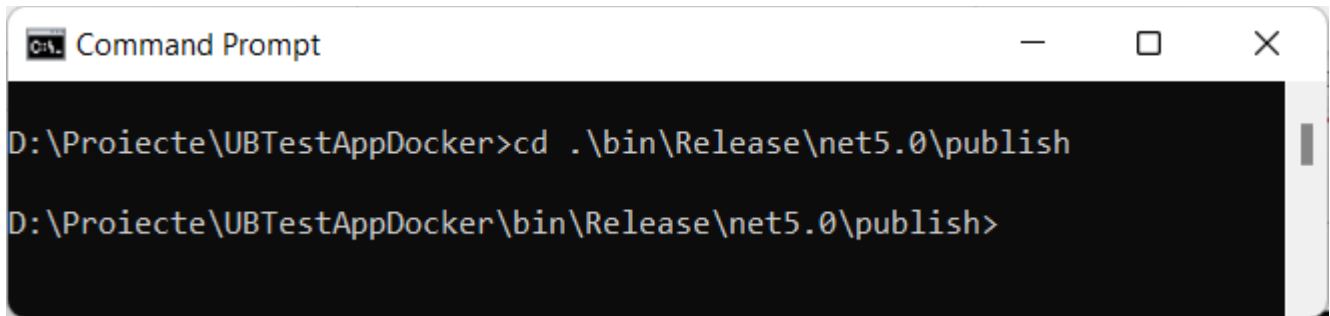 Command Prompt
D:\Proiecte\UBTestAppDocker>cd .\bin\Release\net5.0\publish
D:\Proiecte\UBTestAppDocker\bin\Release\net5.0\publish>